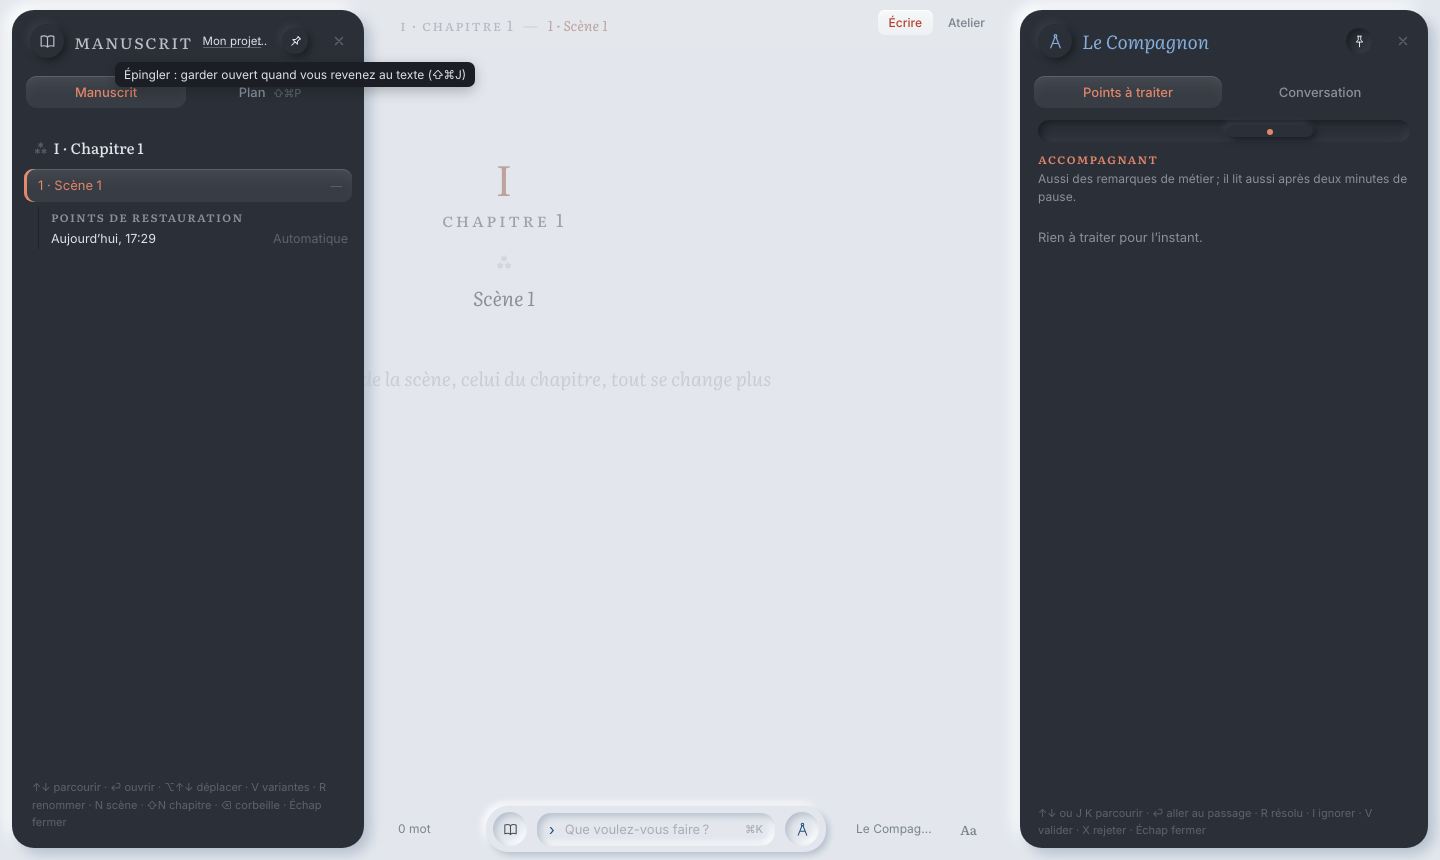 MANUSCRIT Mon projet..
Épingler : garder ouvert quand vous revenez au texte (⇧⌘J)
Manuscrit Plan ⇧⌘P
I · Chapitre 1
1 · Scène 1 —
POINTS DE RESTAURATION
Aujourd'hui, 17:29 Automatique
↑↓ parcourir · ⏎ ouvrir · ⌥↑↓ déplacer · V variantes · R
renommer · N scène · ⇧N chapitre · ⌫ corbeille · Échap
fermer
I · CHAPITRE 1 — 1 · Scène 1
Écrire Atelier
I
CHAPITRE 1
Scène 1
de la scène, celui du chapitre, tout se change plus
0 mot
› Que voulez-vous faire ? ⌘K
Le Compag... Aa
Le Compagnon
Points à traiter Conversation
ACCOMPAGNANT
Aussi des remarques de métier ; il lit aussi après deux minutes de
pause.
Rien à traiter pour l'instant.
↑↓ ou J K parcourir · ⏎ aller au passage · R résolu · I ignorer · V
valider · X rejeter · Échap fermer